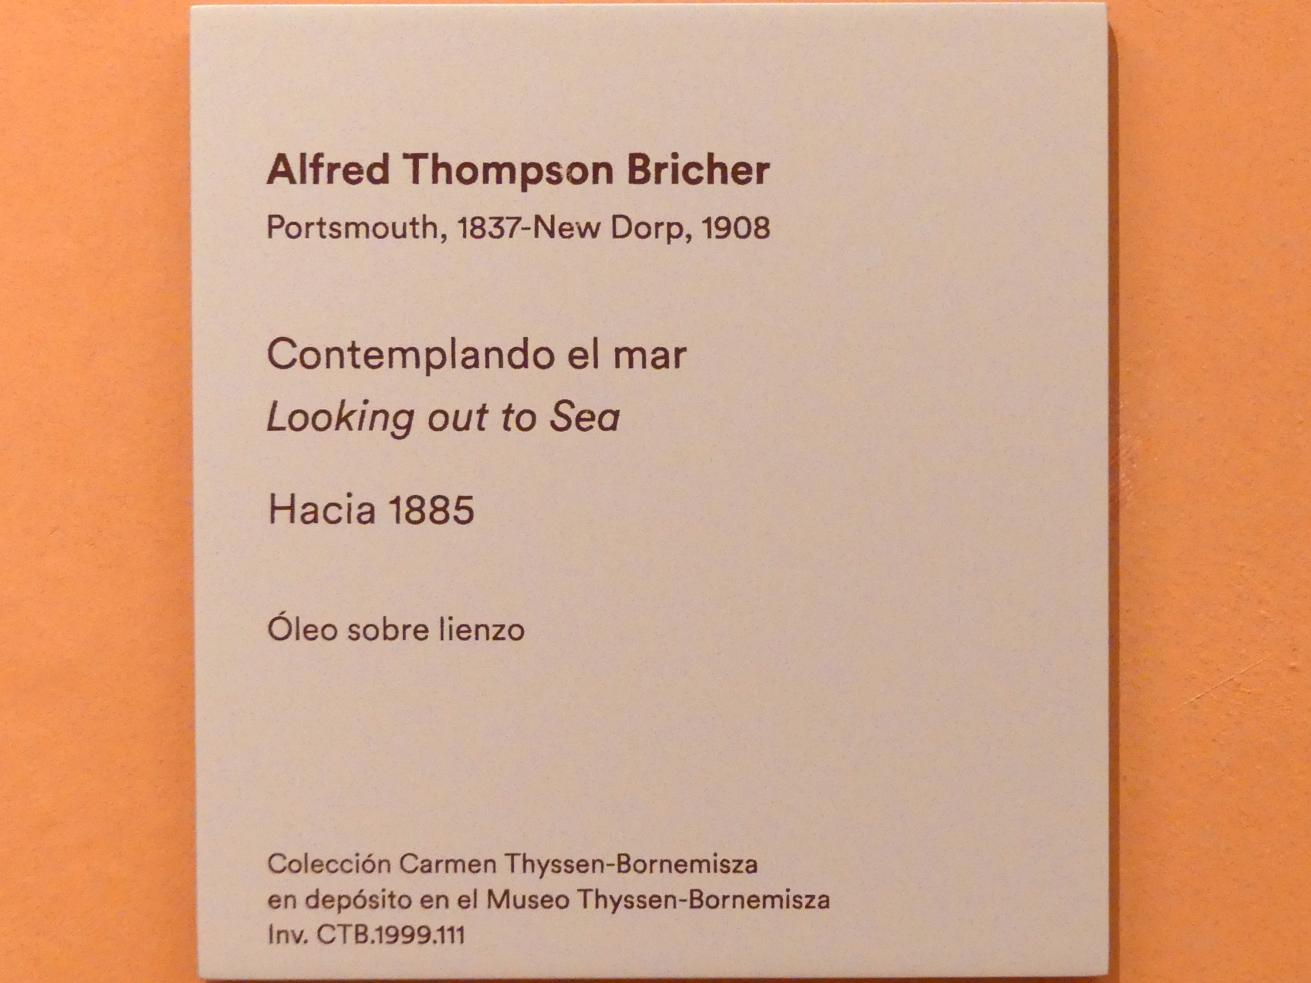 Alfred Thompson Bricher
Portsmouth, 1837-New Dorp, 1908
Contemplando el mar
Looking out to Sea
Hacia 1885
Óleo sobre lienzo
Colección Carmen Thyssen-Bornemisza
en depósito en el Museo Thyssen-Bornemisza
Inv. CTB.1999.111